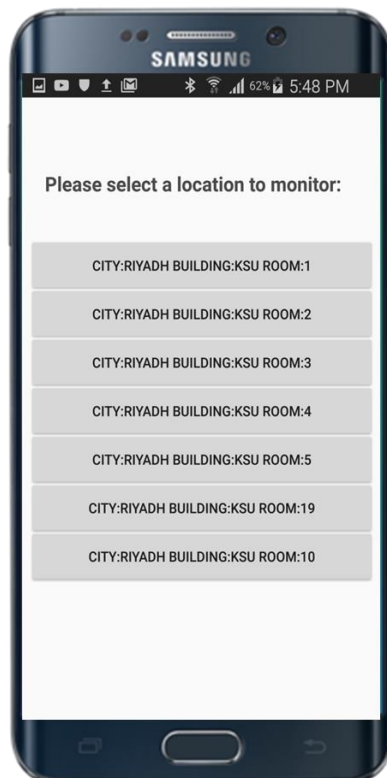 SAMSUNG
62% 5:48 PM
Please select a location to monitor:
CITY:RIYADH BUILDING:KSU ROOM:1
CITY:RIYADH BUILDING:KSU ROOM:2
CITY:RIYADH BUILDING:KSU ROOM:3
CITY:RIYADH BUILDING:KSU ROOM:4
CITY:RIYADH BUILDING:KSU ROOM:5
CITY:RIYADH BUILDING:KSU ROOM:19
CITY:RIYADH BUILDING:KSU ROOM:10